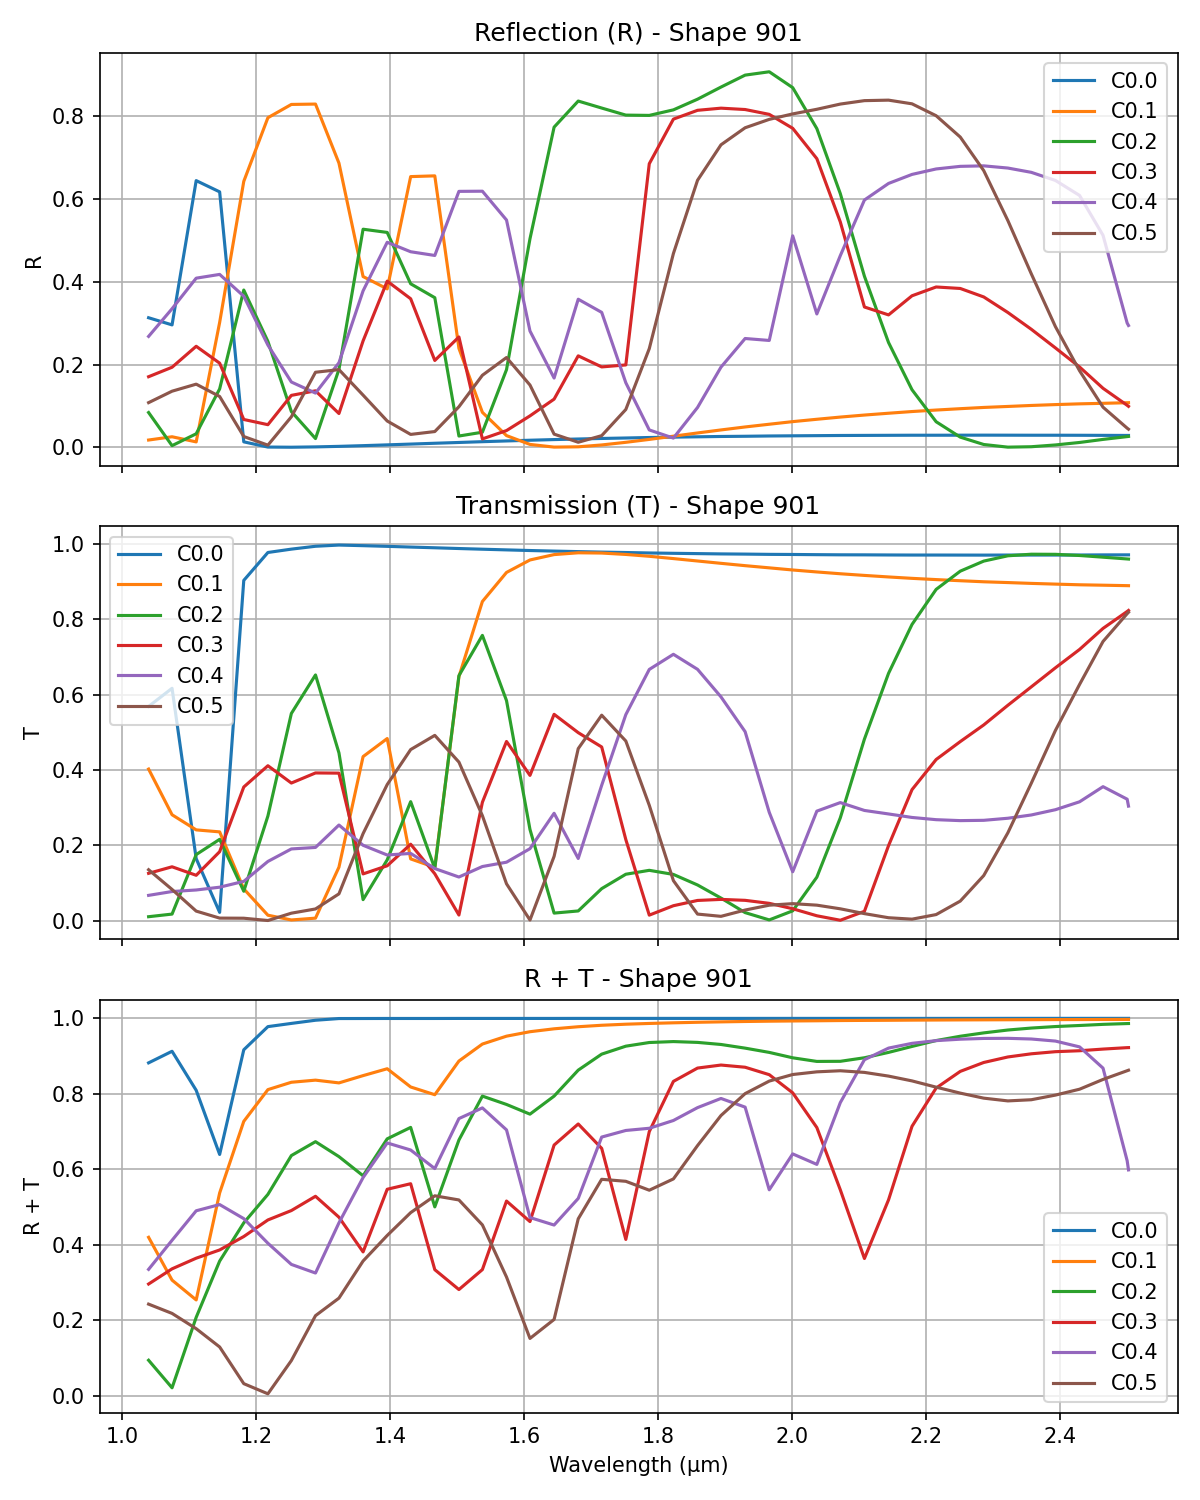 Reflection (R) - Shape 901
R
0.8
0.6
0.4
0.2
0.0
C0.0
C0.1
C0.2
C0.3
C0.4
C0.5
Transmission (T) - Shape 901
T
1.0
0.8
0.6
0.4
0.2
0.0
C0.0
C0.1
C0.2
C0.3
C0.4
C0.5
R + T - Shape 901
R + T
1.0
0.8
0.6
0.4
0.2
0.0
C0.0
C0.1
C0.2
C0.3
C0.4
C0.5
1.0 1.2 1.4 1.6 1.8 2.0 2.2 2.4
Wavelength (μm)